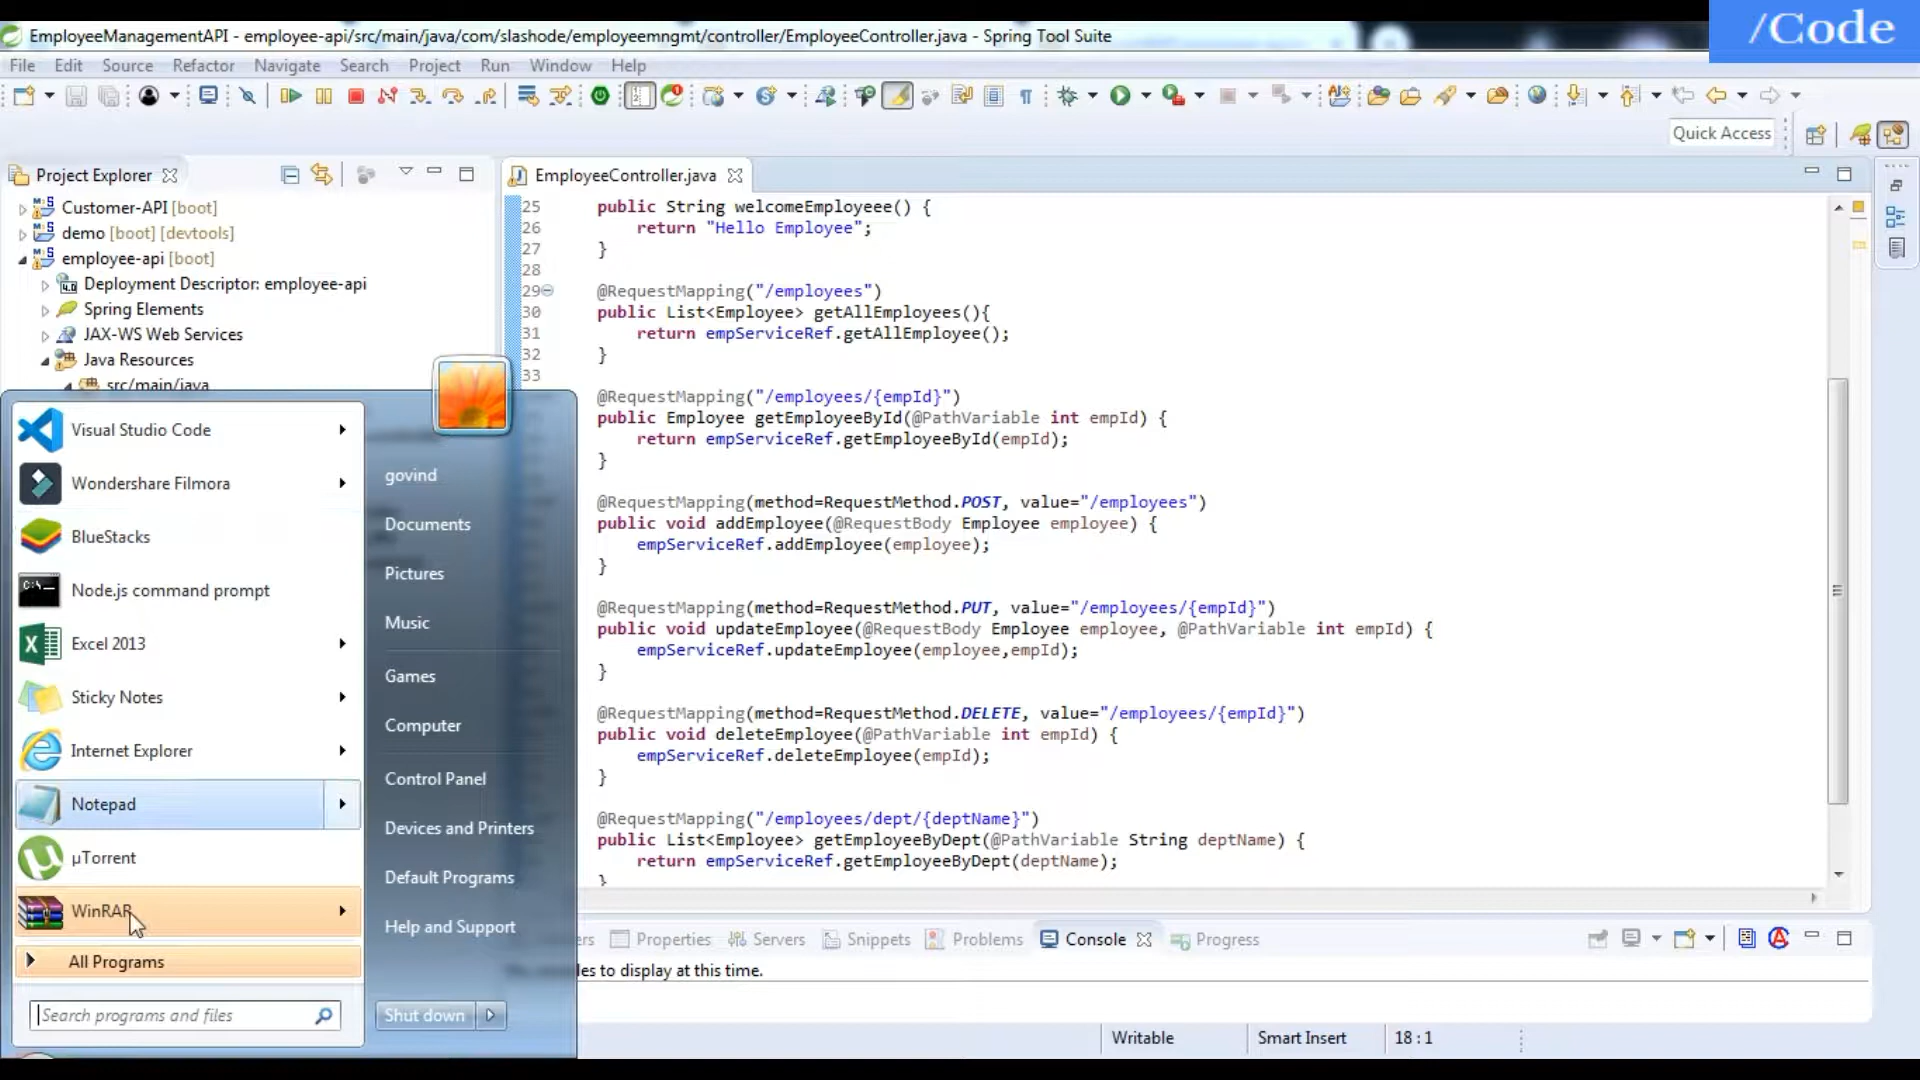 /Code
EmployeeManagementAPI - employee-api/src/main/java/com/slashode/employeemngmt/controller/EmployeeController.java - Spring Tool Suite
File Edit Source Refactor Navigate Search Project Run Window Help
Quick Access
Project Explorer
Customer-API [boot]
demo [boot] [devtools]
employee-api [boot]
Deployment Descriptor: employee-api
Spring Elements
JAX-WS Web Services
Java Resources
src/main/java
EmployeeController.java
25 public String welcomeEmployeee() {
26 return "Hello Employee";
27 }
28
29 @RequestMapping("/employees")
30 public List<Employee> getAllEmployees(){
31 return empServiceRef.getAllEmployee();
32 }
33
@RequestMapping("/employees/{empId}")
public Employee getEmployeeById(@PathVariable int empId) {
return empServiceRef.getEmployeeById(empId);
}
@RequestMapping(method=RequestMethod.POST, value="/employees")
public void addEmployee(@RequestBody Employee employee) {
empServiceRef.addEmployee(employee);
}
@RequestMapping(method=RequestMethod.PUT, value="/employees/{empId}")
public void updateEmployee(@RequestBody Employee employee, @PathVariable int empId) {
empServiceRef.updateEmployee(employee,empId);
}
@RequestMapping(method=RequestMethod.DELETE, value="/employees/{empId}")
public void deleteEmployee(@PathVariable int empId) {
empServiceRef.deleteEmployee(empId);
}
@RequestMapping("/employees/dept/{deptName}")
public List<Employee> getEmployeeByDept(@PathVariable String deptName) {
return empServiceRef.getEmployeeByDept(deptName);
}
Visual Studio Code
Wondershare Filmora
BlueStacks
Node.js command prompt
Excel 2013
Sticky Notes
Internet Explorer
Notepad
µTorrent
WinRAR
All Programs
Search programs and files
govind
Documents
Pictures
Music
Games
Computer
Control Panel
Devices and Printers
Default Programs
Help and Support
Shut down
Properties Servers Snippets Problems Console Progress
to display at this time.
Writable Smart Insert 18 : 1